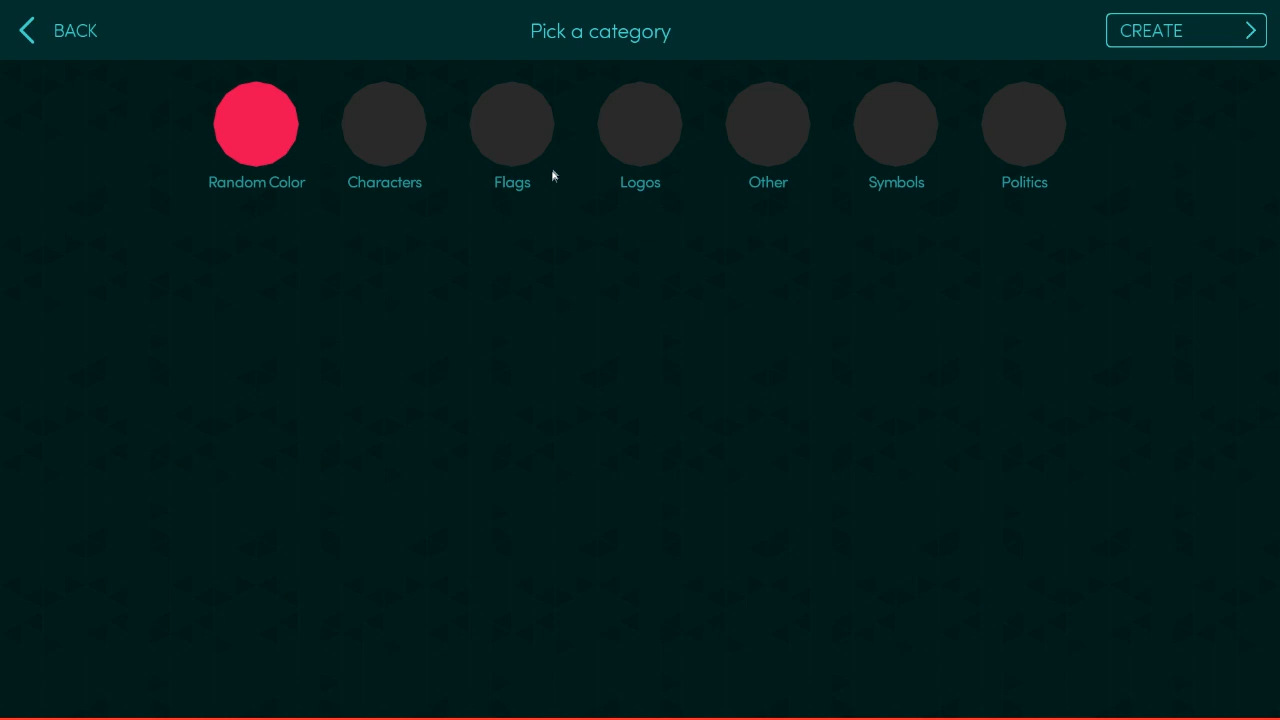 BACK
Pick a category
CREATE
Random Color
Characters
Flags
Logos
Other
Symbols
Politics